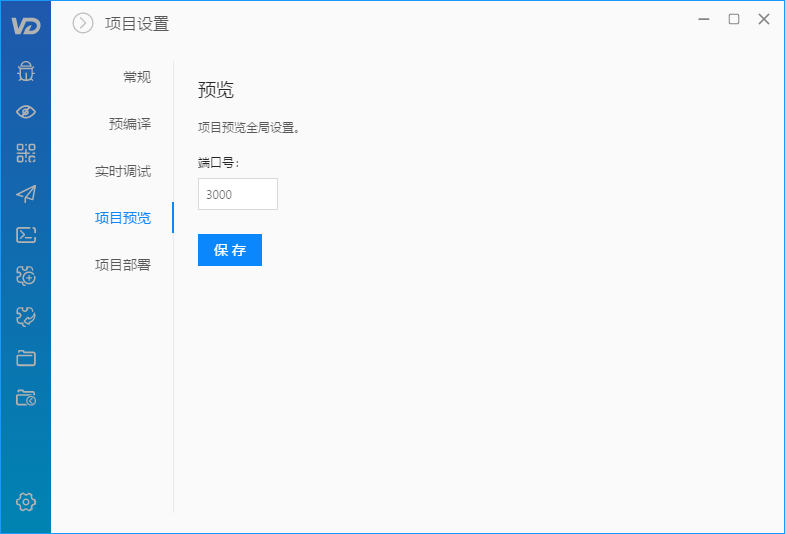 VD
项目设置
常规
预编译
实时调试
项目预览
项目部署
预览
项目预览全局设置。
端口号：
3000
保存